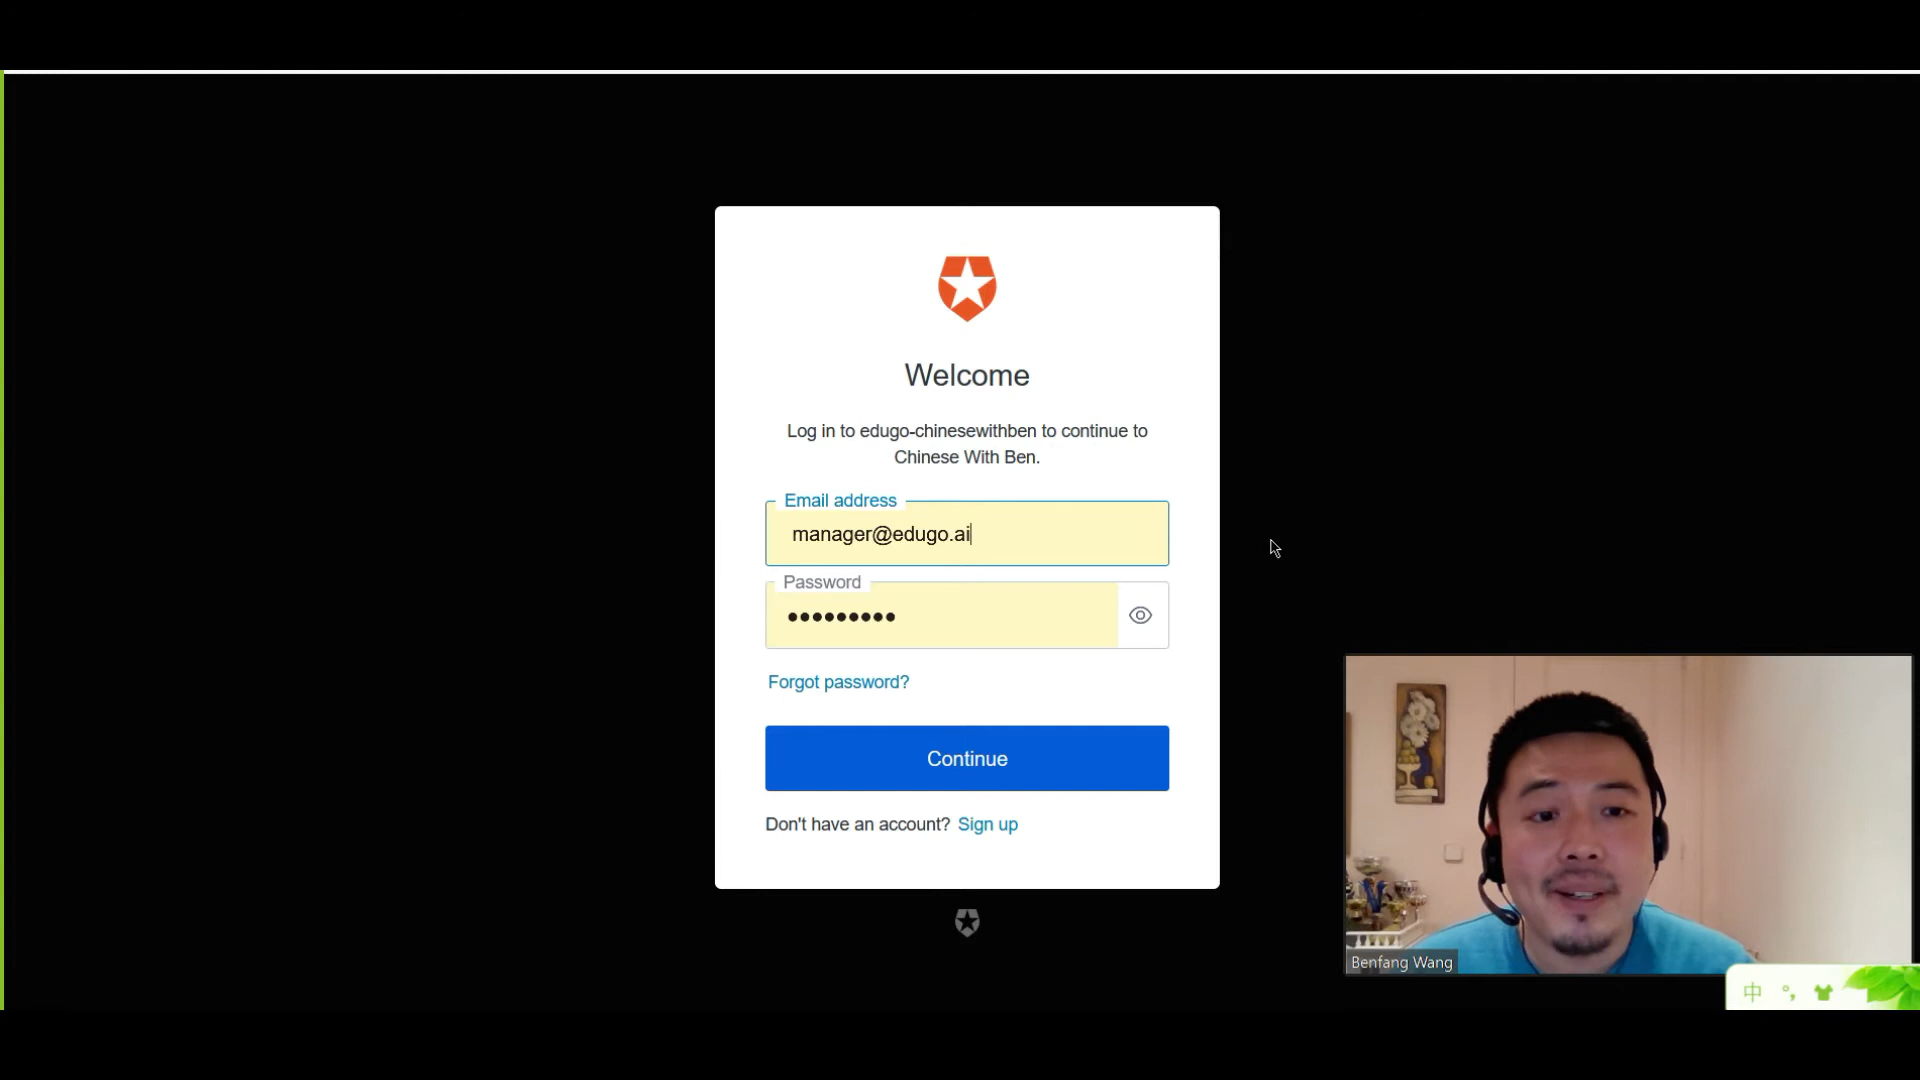 Welcome
Log in to edugo-chinesewithben to continue to
Chinese With Ben.
Email address
manager@edugo.ai
Password
●●●●●●●●●
Forgot password?
Continue
Don't have an account? Sign up
Benfang Wang
中 °,